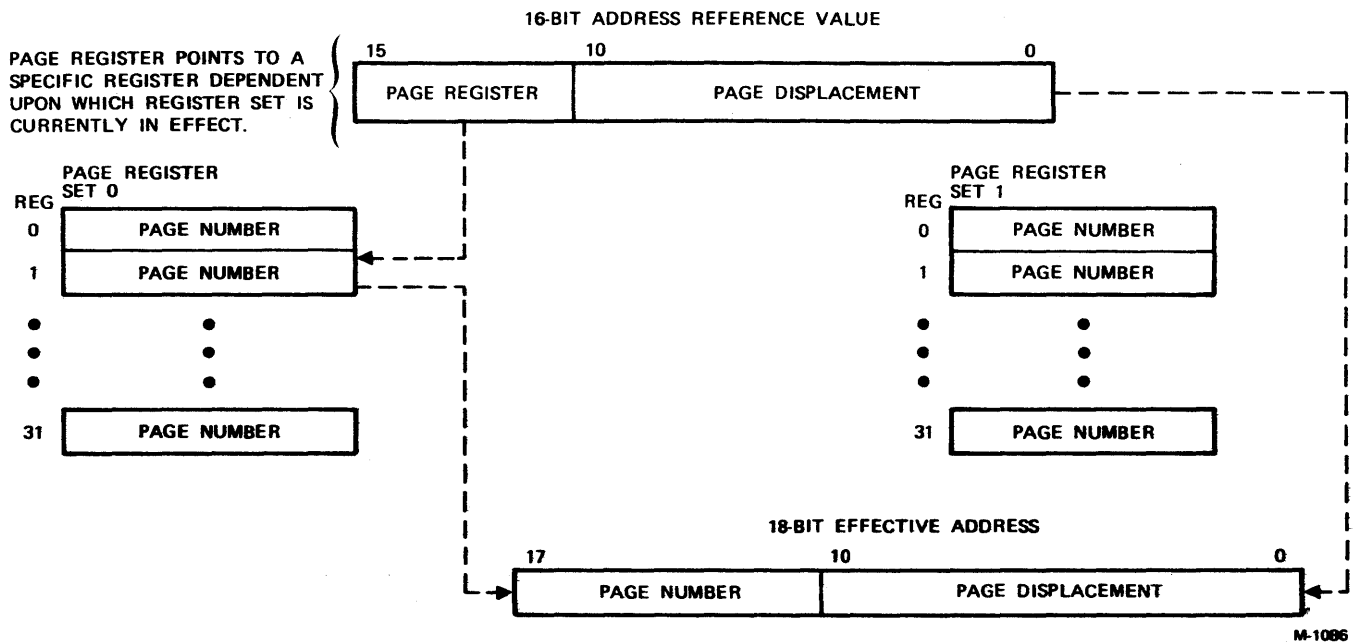 16-BIT ADDRESS REFERENCE VALUE
PAGE REGISTER POINTS TO A
SPECIFIC REGISTER DEPENDENT
UPON WHICH REGISTER SET IS
CURRENTLY IN EFFECT.
15 10 0
PAGE REGISTER PAGE DISPLACEMENT
PAGE REGISTER
SET 0
REG
0 PAGE NUMBER
1 PAGE NUMBER
31 PAGE NUMBER
PAGE REGISTER
SET 1
REG
0 PAGE NUMBER
1 PAGE NUMBER
31 PAGE NUMBER
18-BIT EFFECTIVE ADDRESS
17 10 0
PAGE NUMBER PAGE DISPLACEMENT
M-1086